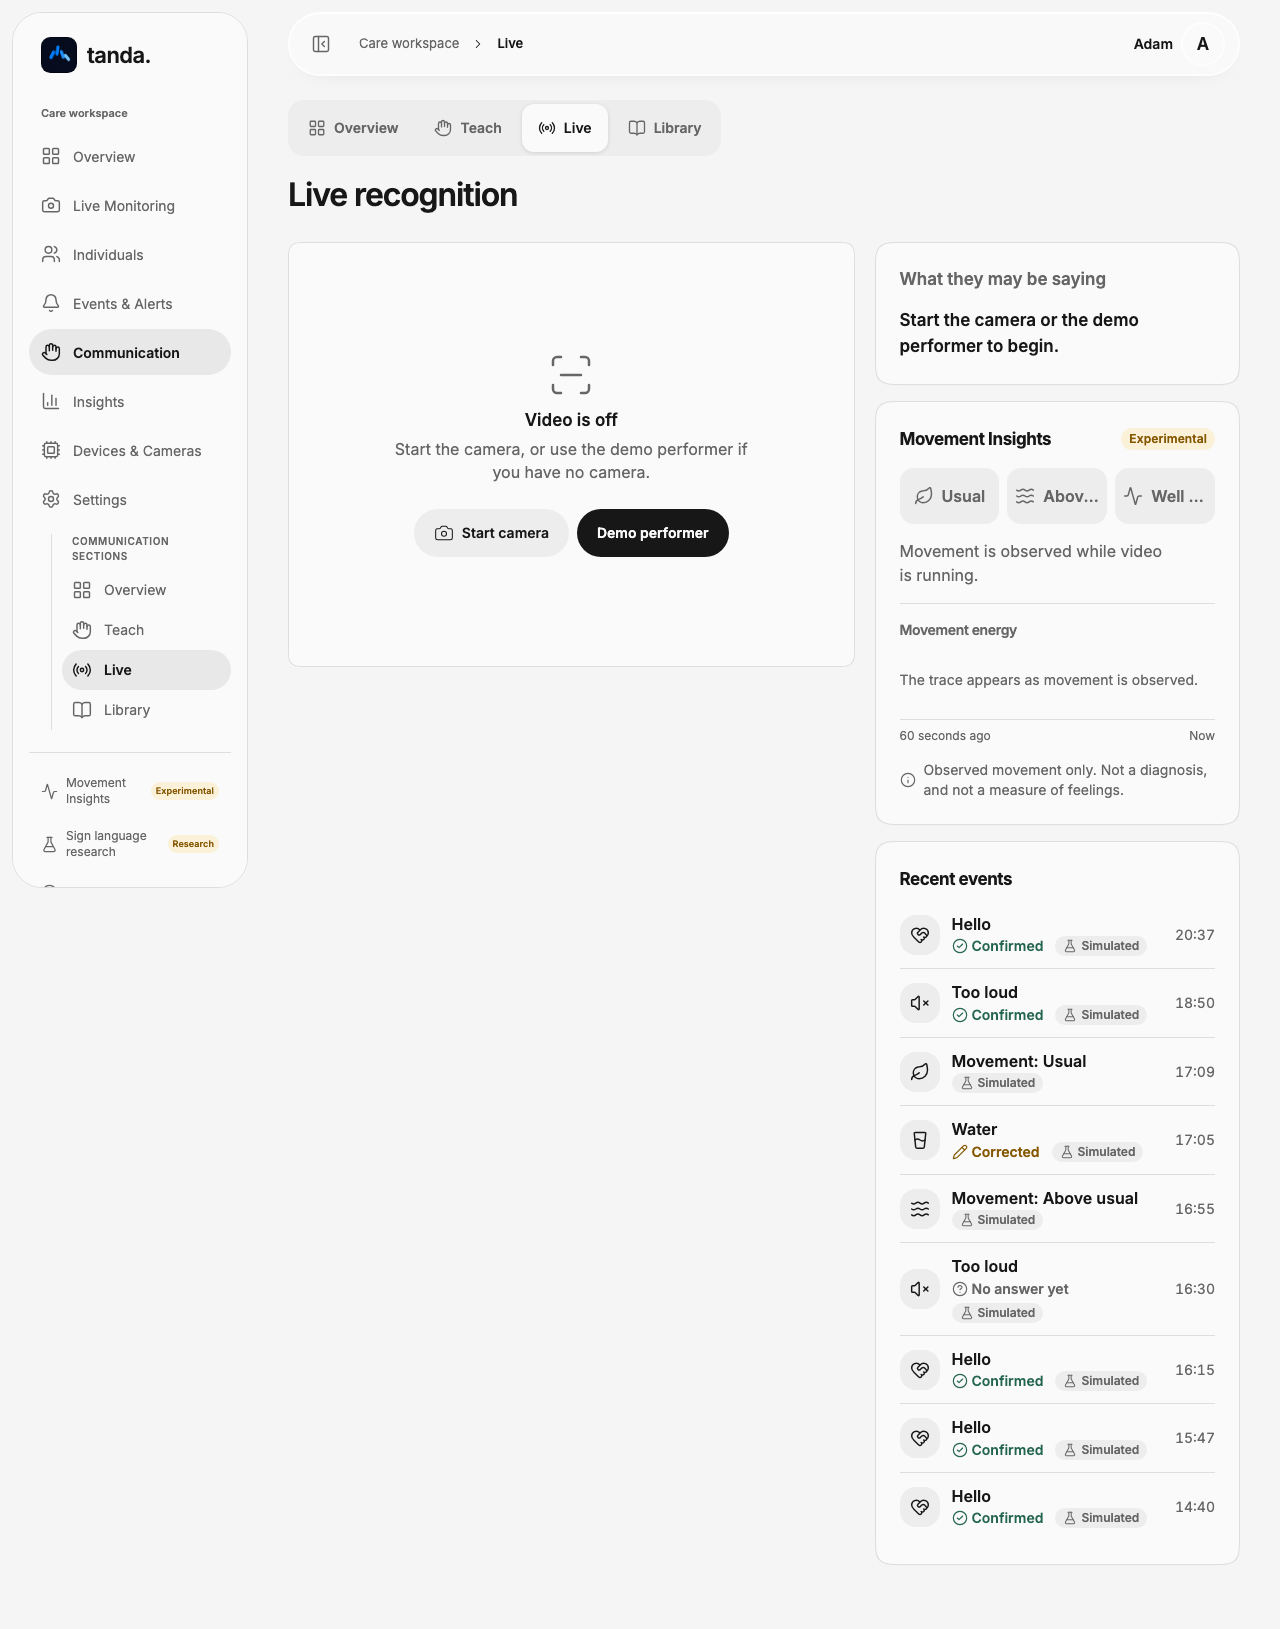 tanda.
Care workspace
Overview
Live Monitoring
Individuals
Events & Alerts
Communication
Insights
Devices & Cameras
Settings
COMMUNICATION
SECTIONS
Overview
Teach
Live
Library
Movement
Insights
Experimental
Sign language
research
Research
Care workspace > Live
Adam
A
Overview
Teach
Live
Library
Live recognition
Video is off
Start the camera, or use the demo performer if
you have no camera.
Start camera
Demo performer
What they may be saying
Start the camera or the demo
performer to begin.
Movement Insights
Experimental
Usual
Abov...
Well ...
Movement is observed while video
is running.
Movement energy
The trace appears as movement is observed.
60 seconds ago
Now
Observed movement only. Not a diagnosis,
and not a measure of feelings.
Recent events
Hello
Confirmed
Simulated
20:37
Too loud
Confirmed
Simulated
18:50
Movement: Usual
Simulated
17:09
Water
Corrected
Simulated
17:05
Movement: Above usual
Simulated
16:55
Too loud
No answer yet
Simulated
16:30
Hello
Confirmed
Simulated
16:15
Hello
Confirmed
Simulated
15:47
Hello
Confirmed
Simulated
14:40